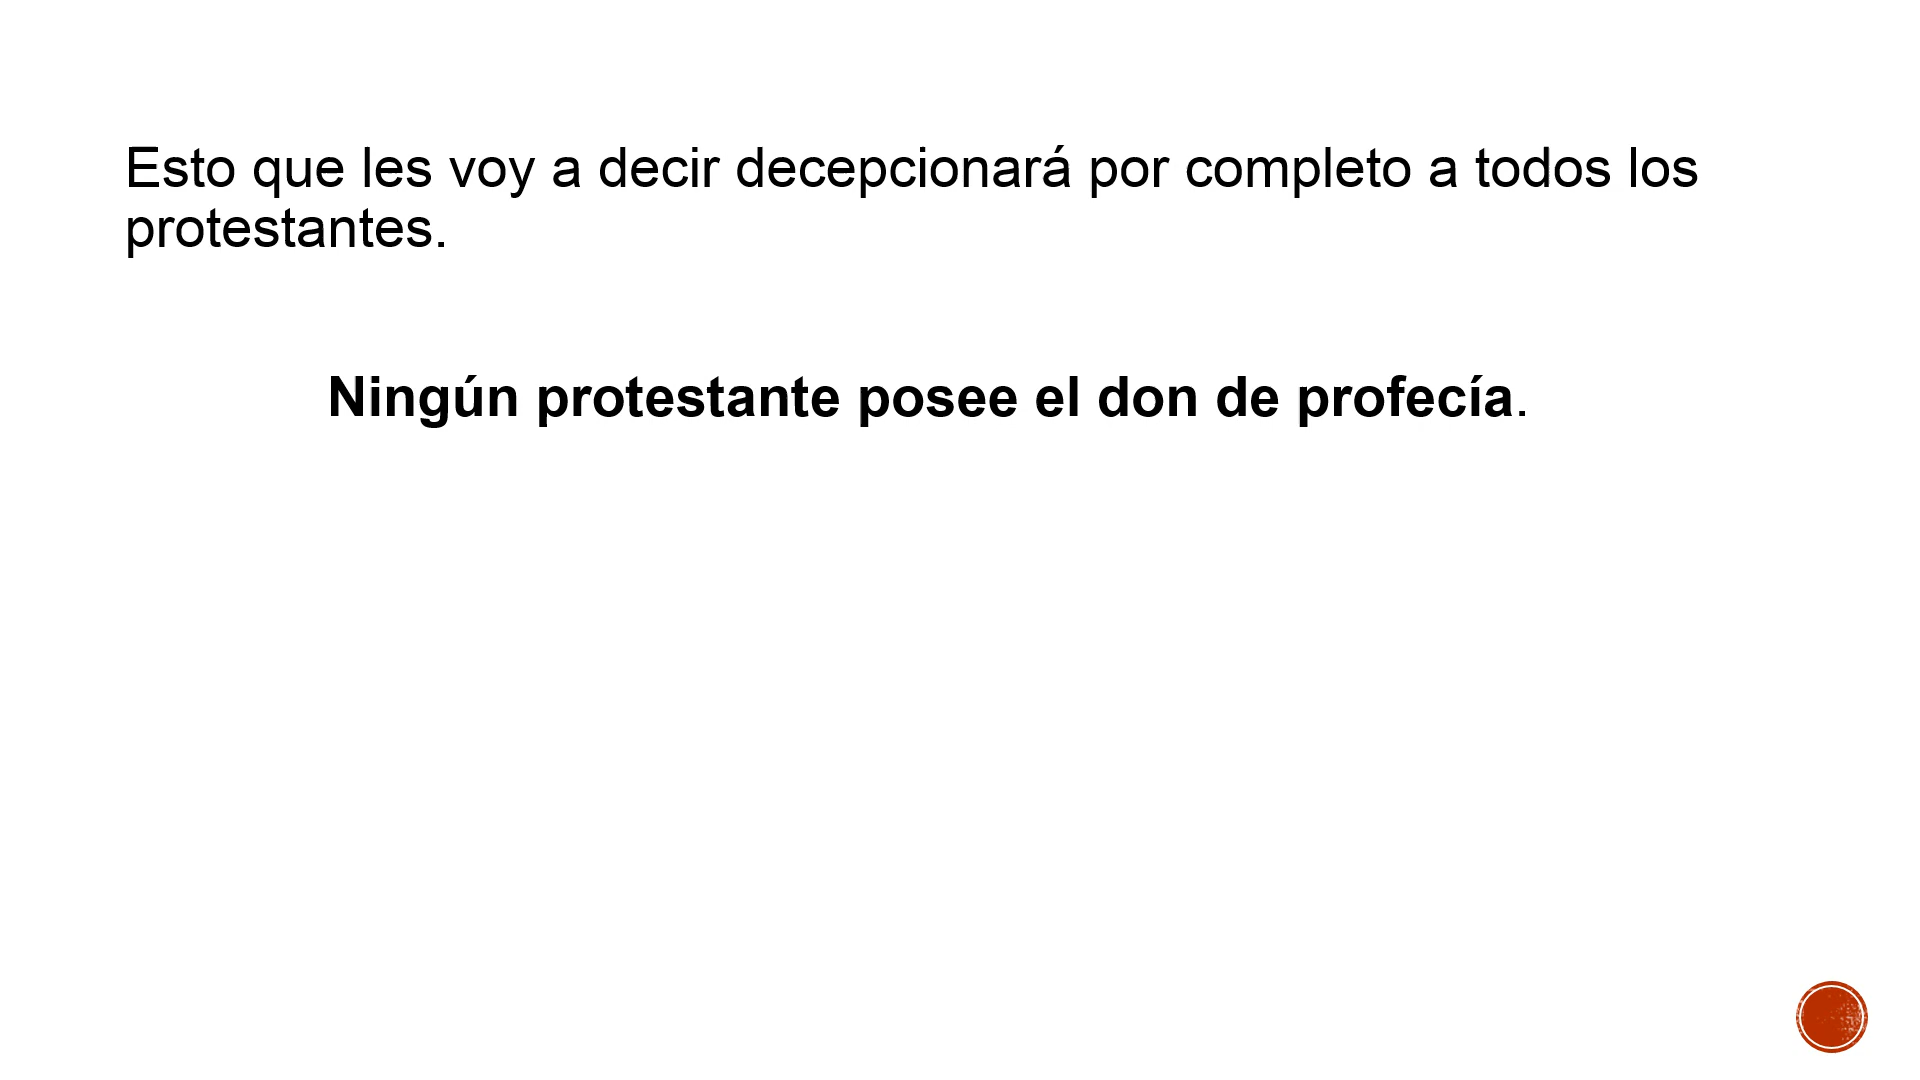 Esto que les voy a decir decepcionará por completo a todos los
protestantes.
Ningún protestante posee el don de profecía.